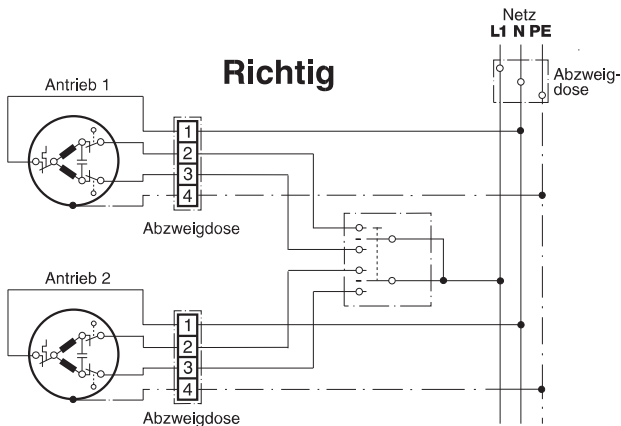 Netz
L1 N PE
Richtig
Abzweig-
dose
Antrieb 1
1
2
3
4
Abzweigdose
Antrieb 2
1
2
3
4
Abzweigdose